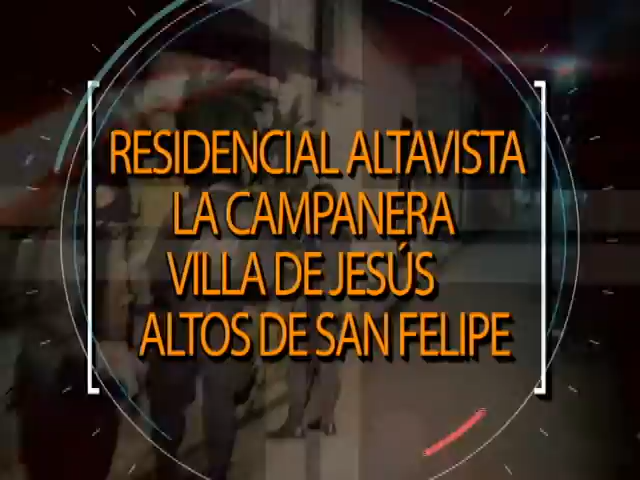 RESIDENCIAL ALTAVISTA
LA CAMPANERA
VILLA DE JESÚS
ALTOS DE SAN FELIPE